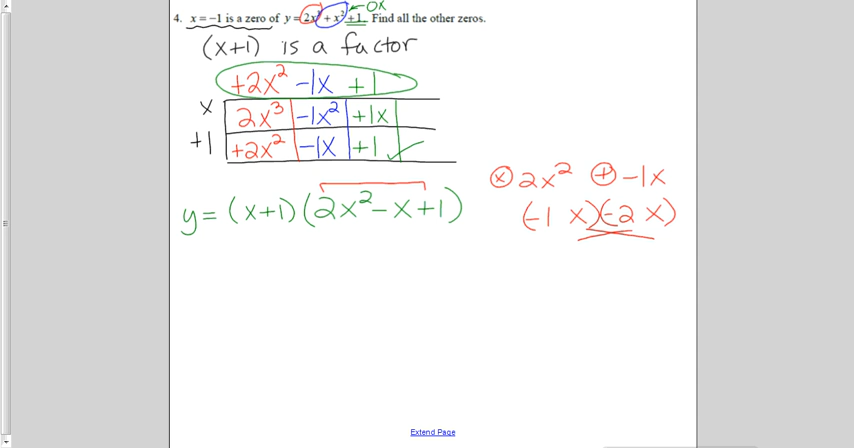 OK
4. x = −1 is a zero of y = 2x³ + x² + 1. Find all the other zeros.
(x+1) is a factor
+2x² −1x +1
x 2x³ −1x² +1x
+1 +2x² −1x +1 ✓
ⓧ 2x² ⊕ −1x
y = (x+1)(2x² − x + 1) (−1 x)(−2 x)
Extend Page